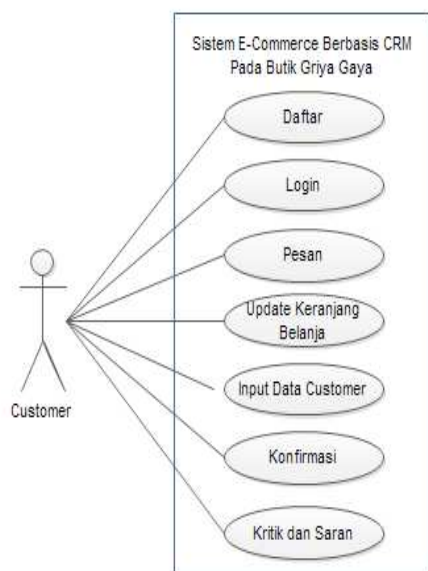 Sistem E-Commerce Berbasis CRM
Pada Butik Griya Gaya
Daftar
Login
Pesan
Update Keranjang
Belanja
Input Data Customer
Konfirmasi
Kritik dan Saran
Customer